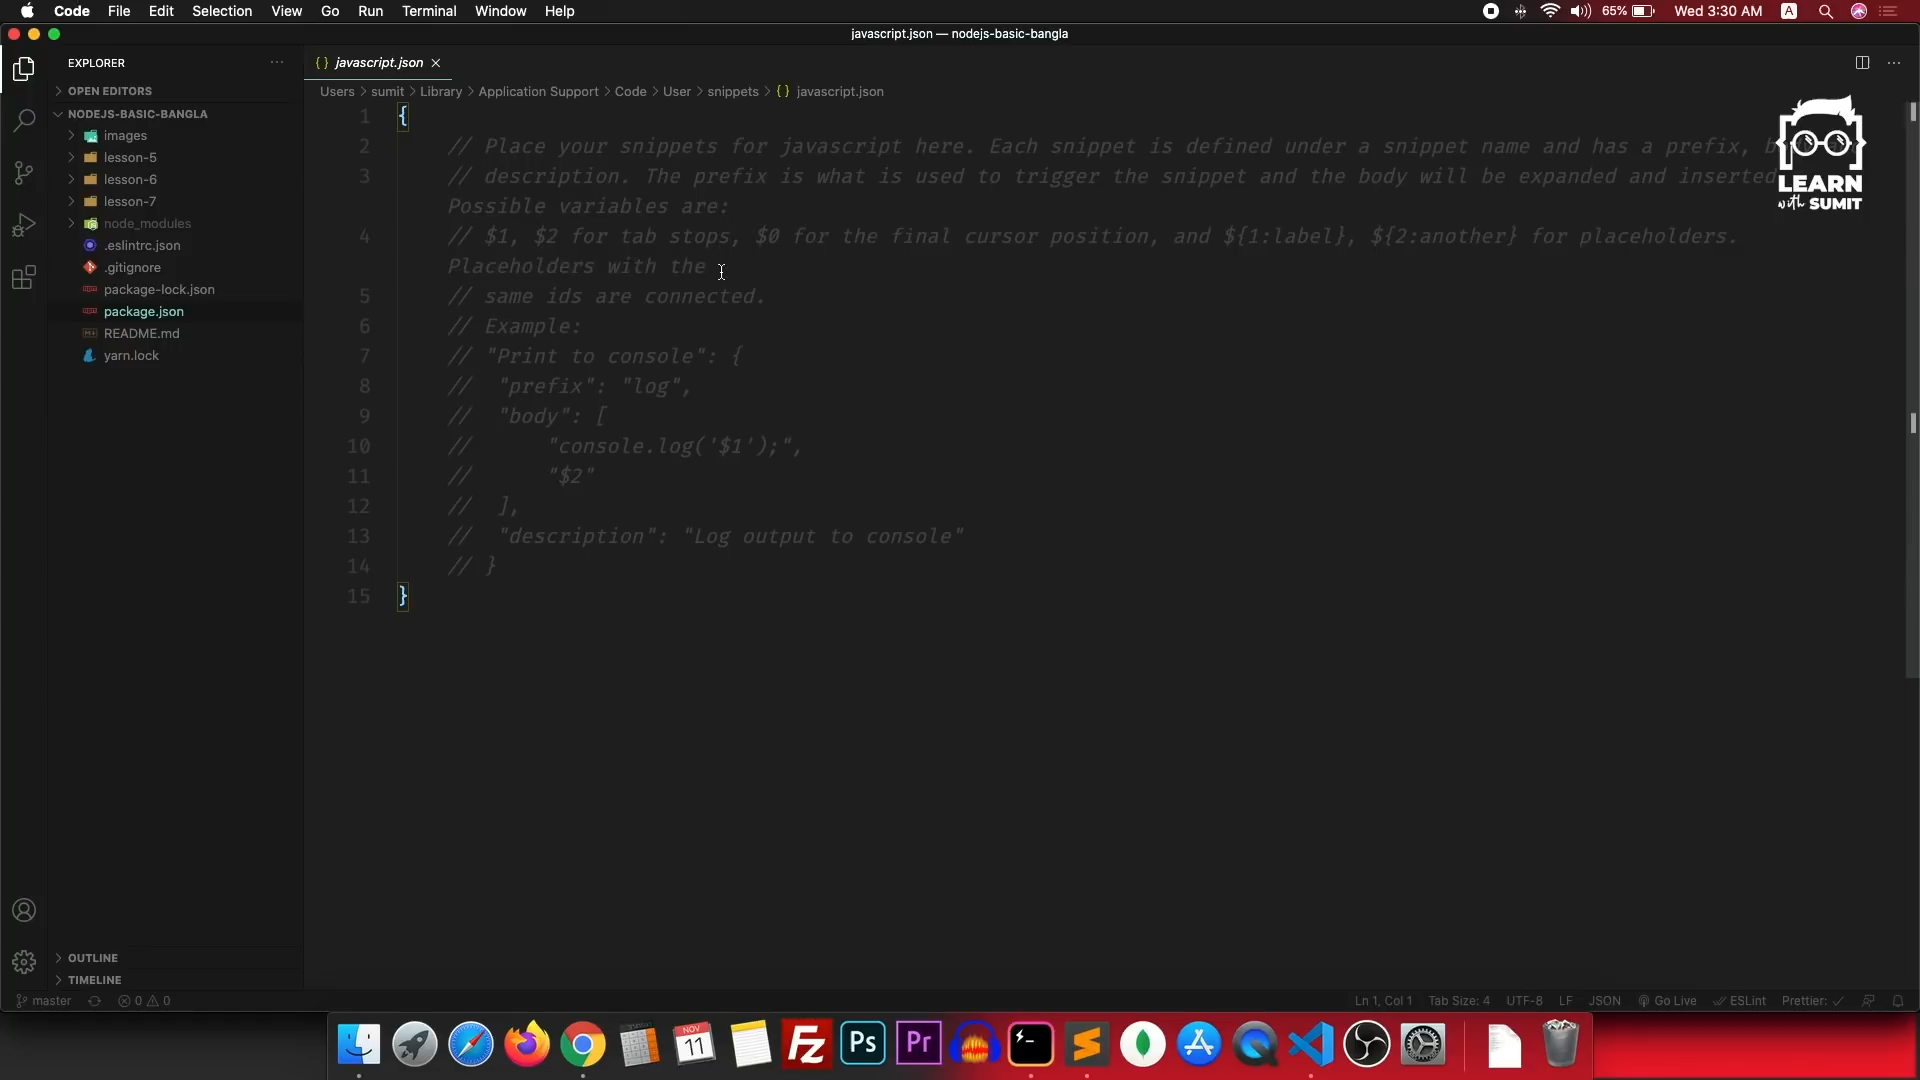 Code File Edit Selection View Go Run Terminal Window Help 65% Wed 3:30 AM A
javascript.json — nodejs-basic-bangla
EXPLORER
{ } javascript.json
OPEN EDITORS
Users > sumit > Library > Application Support > Code > User > snippets > { } javascript.json
NODEJS-BASIC-BANGLA
images
lesson-5
lesson-6
lesson-7
node_modules
.eslintrc.json
.gitignore
package-lock.json
package.json
README.md
yarn.lock
1 {
2 // Place your snippets for javascript here. Each snippet is defined under a snippet name and has a prefix,
3 // description. The prefix is what is used to trigger the snippet and the body will be expanded and inserted
Possible variables are:
4 // $1, $2 for tab stops, $0 for the final cursor position, and ${1:label}, ${2:another} for placeholders.
Placeholders with the
5 // same ids are connected.
6 // Example:
7 // "Print to console": {
8 // "prefix": "log",
9 // "body": [
10 // "console.log('$1');",
11 // "$2"
12 // ],
13 // "description": "Log output to console"
14 // }
15 }
LEARN
with SUMIT
OUTLINE
TIMELINE
master 0 0 Ln 1, Col 1 Tab Size: 4 UTF-8 LF JSON Go Live ESLint Prettier: ✓
NOV
11
Fz
Ps
Pr